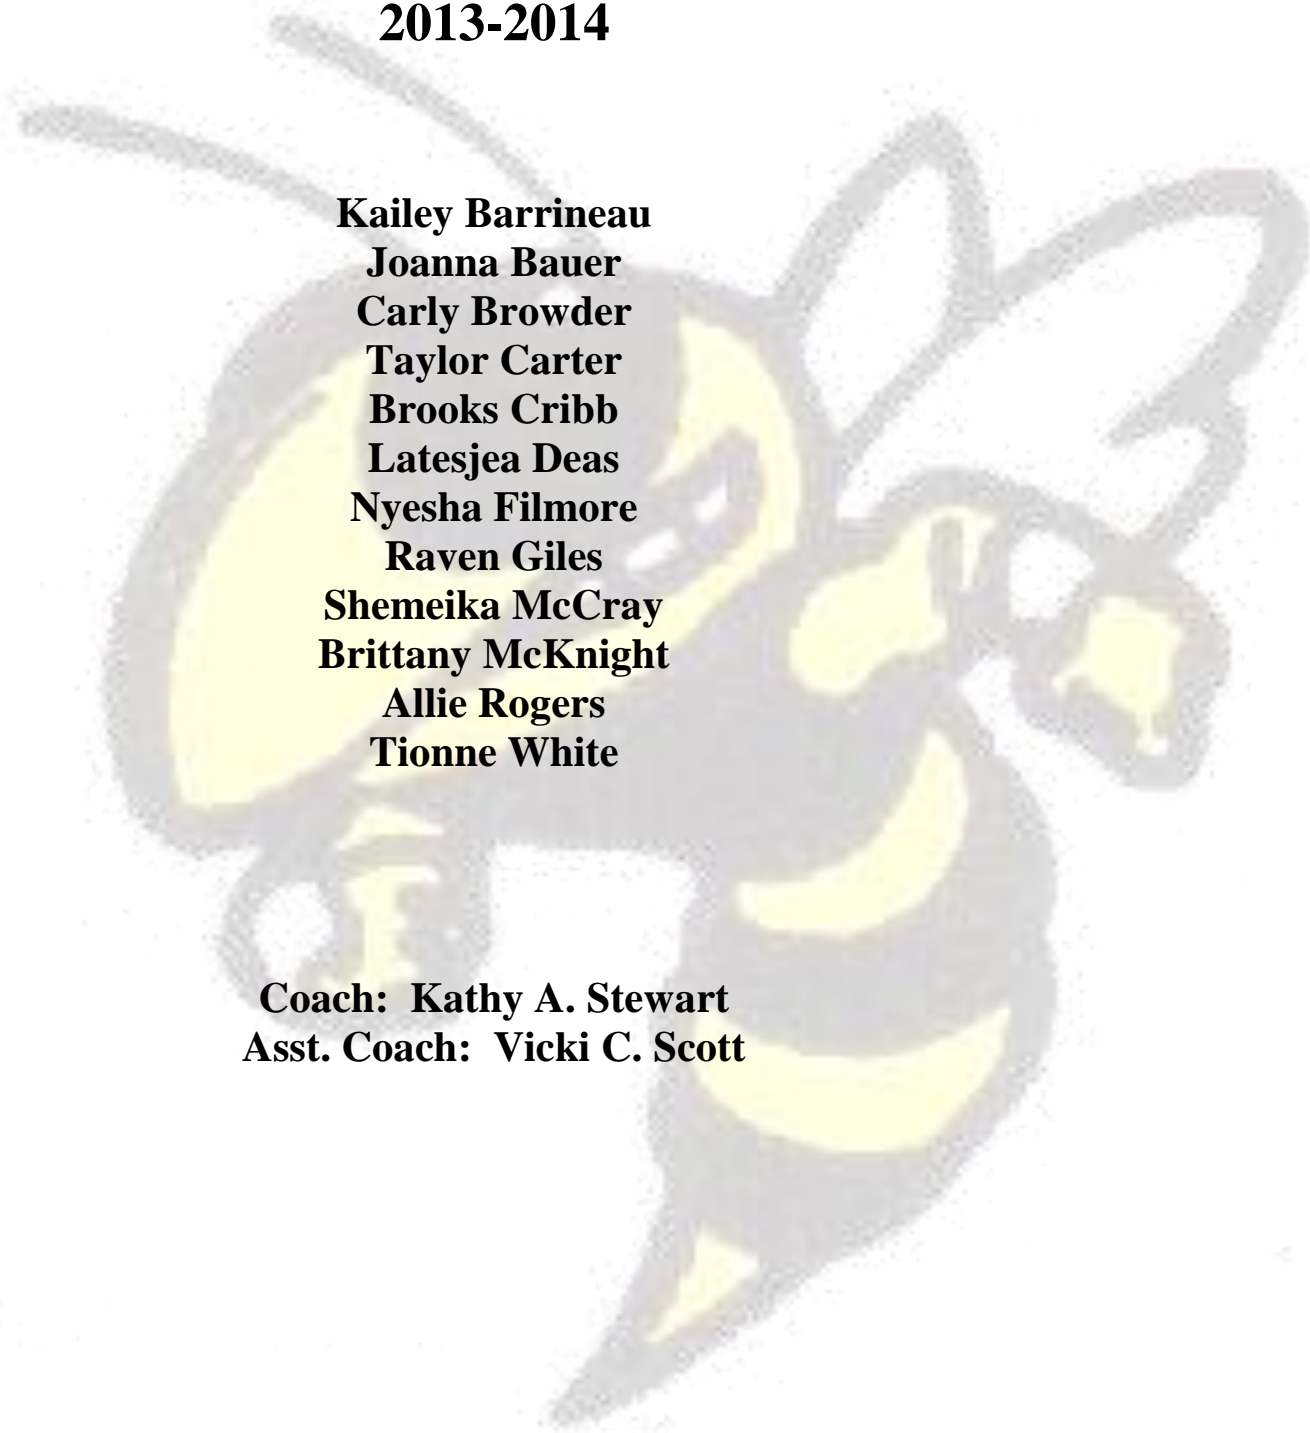 2013-2014
Kailey Barrineau
Joanna Bauer
Carly Browder
Taylor Carter
Brooks Cribb
Latesjea Deas
Nyesha Filmore
Raven Giles
Shemeika McCray
Brittany McKnight
Allie Rogers
Tionne White
Coach:  Kathy A. Stewart
Asst. Coach:  Vicki C. Scott